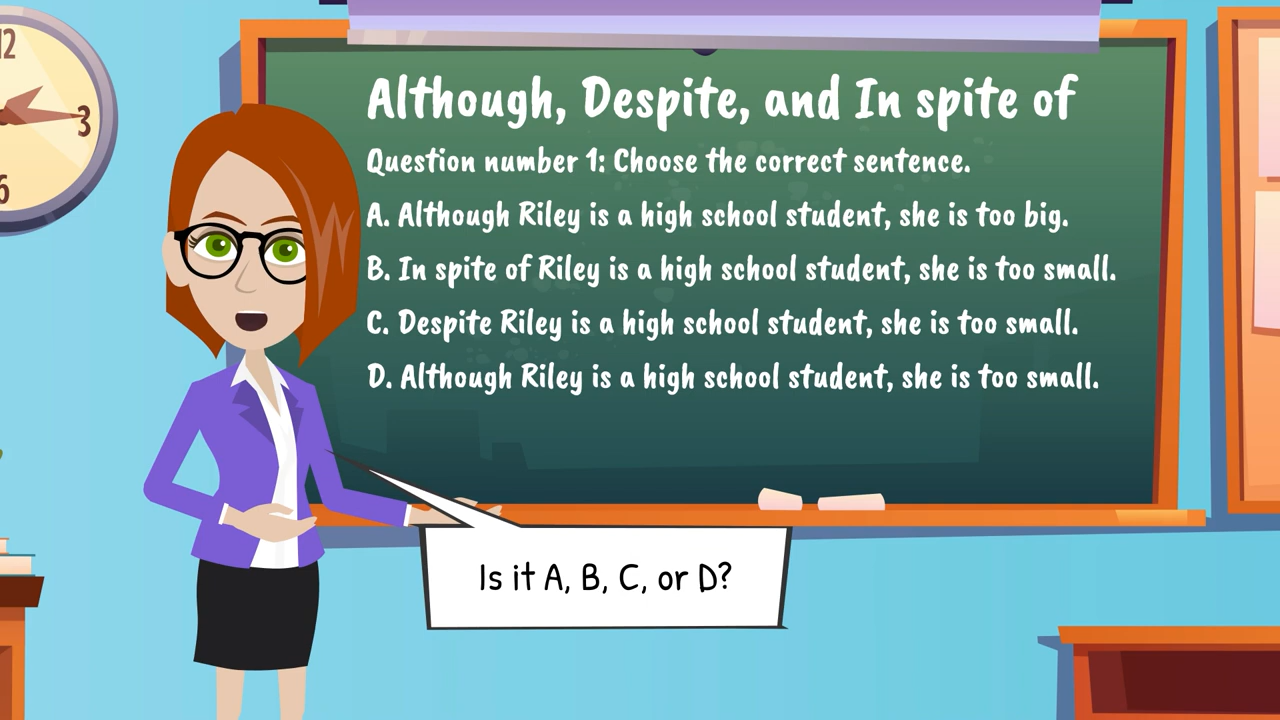 12
3
6
Although, Despite, and In spite of
Question number 1: Choose the correct sentence.
A. Although Riley is a high school student, she is too big.
B. In spite of Riley is a high school student, she is too small.
C. Despite Riley is a high school student, she is too small.
D. Although Riley is a high school student, she is too small.
Is it A, B, C, or D?